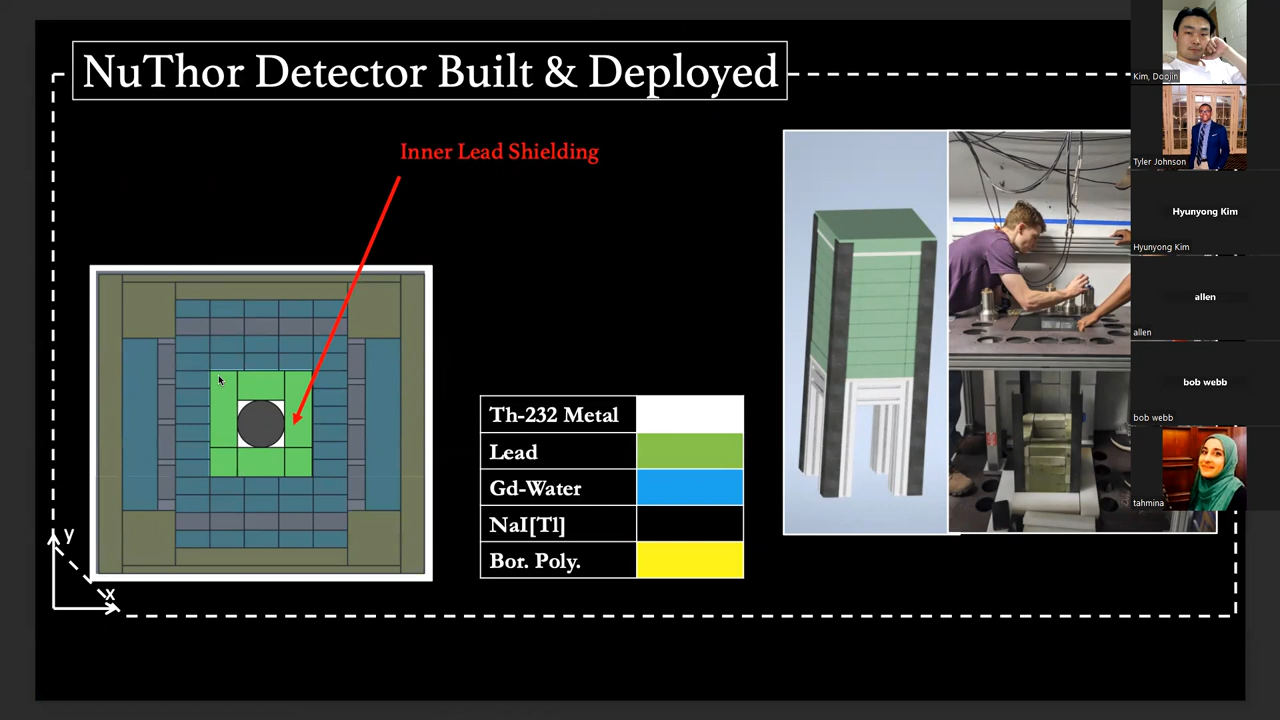 NuThor Detector Built & Deployed
Inner Lead Shielding
Th-232 Metal
Lead
Gd-Water
NaI[Tl]
Bor. Poly.
y
x
Kim, Doojin
Tyler Johnson
Hyunyong Kim
Hyunyong Kim
allen
allen
bob webb
bob webb
tahmina